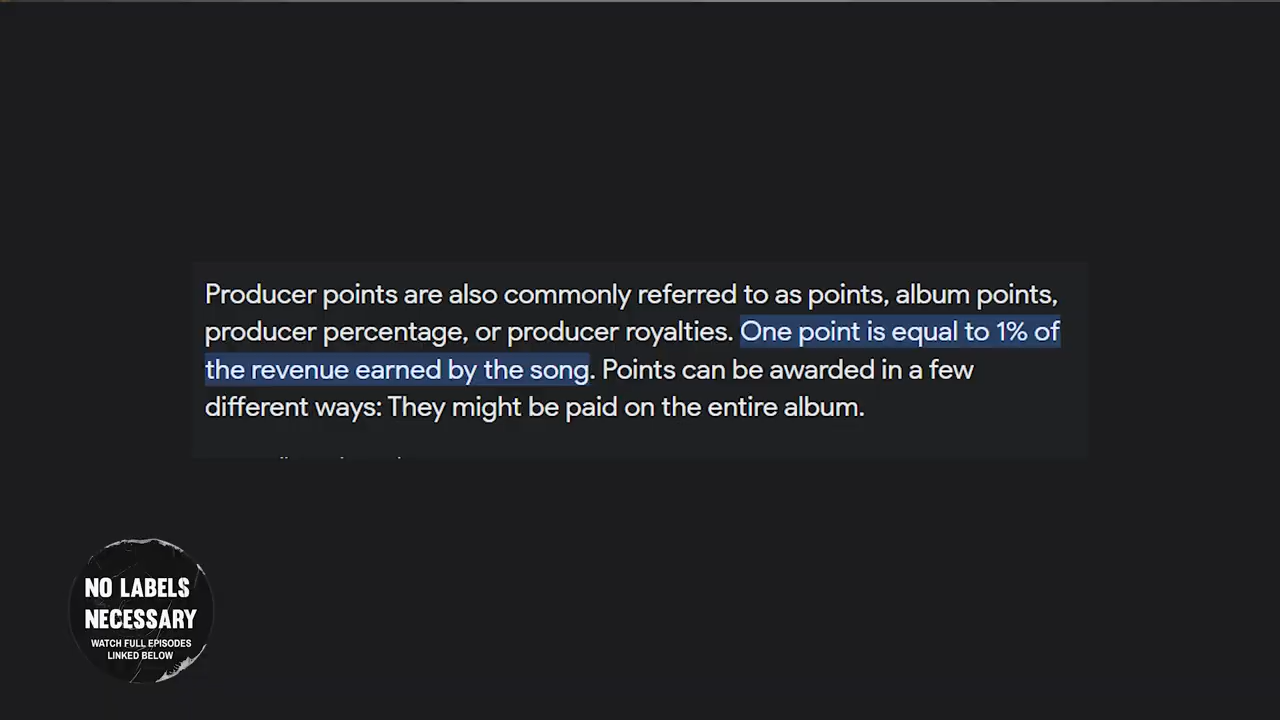 Producer points are also commonly referred to as points, album points,
producer percentage, or producer royalties. One point is equal to 1% of
the revenue earned by the song. Points can be awarded in a few
different ways: They might be paid on the entire album.
NO LABELS
NECESSARY
WATCH FULL EPISODES
LINKED BELOW